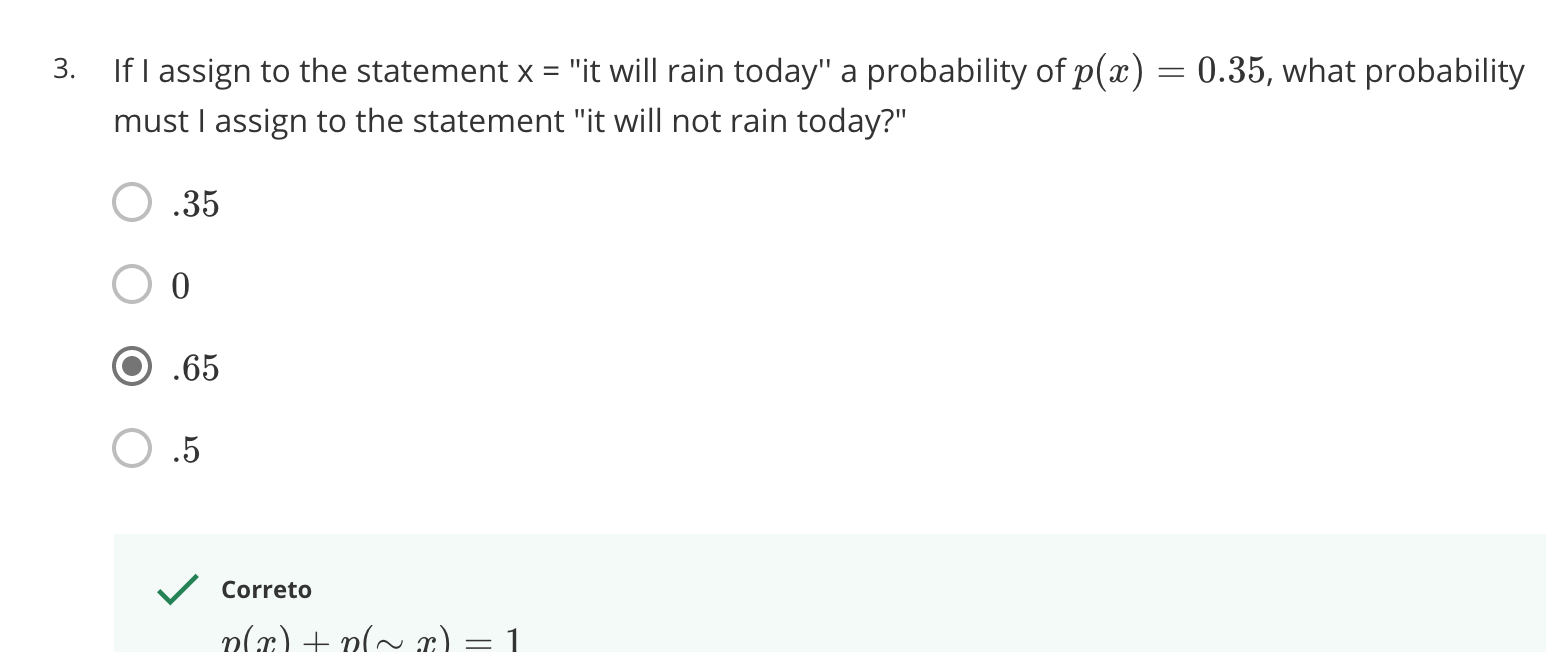 3. If I assign to the statement x = "it will rain today'' a probability of p(x) = 0.35, what probability
must I assign to the statement "it will not rain today?"
.35
0
.65
.5
Correto
p(x) + p(∼ x) = 1